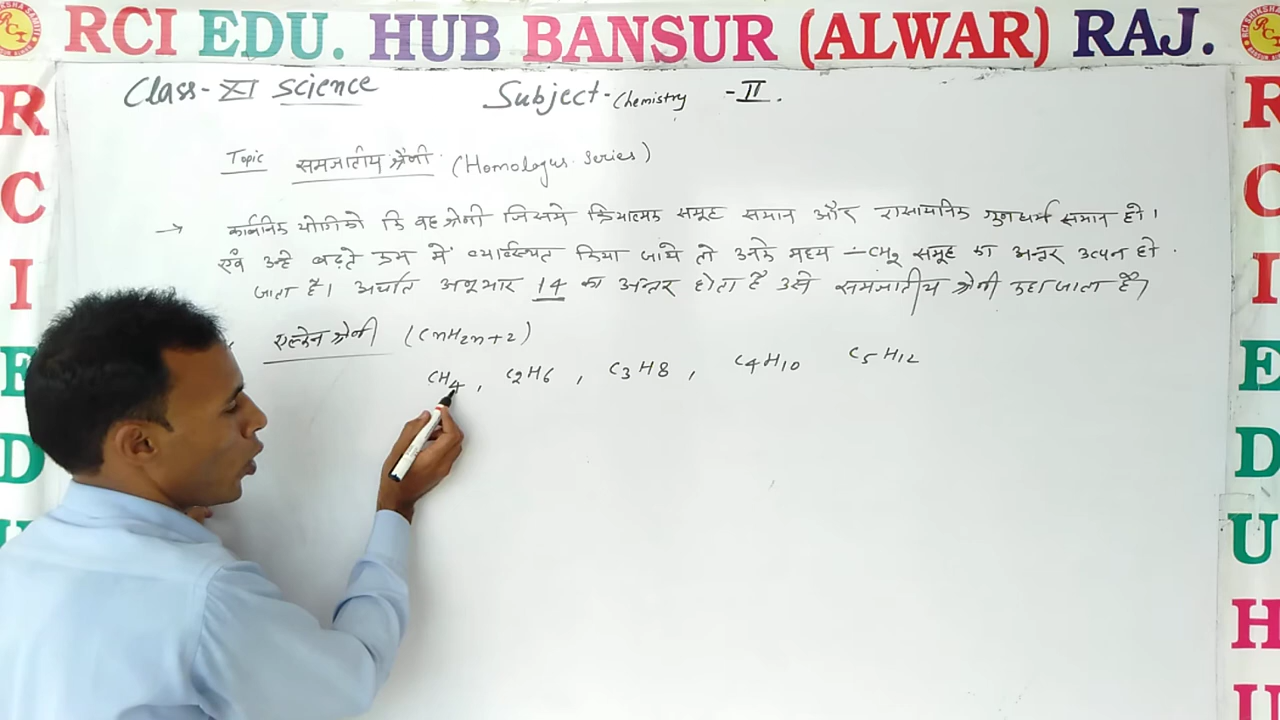 RCI EDU. HUB BANSUR (ALWAR) RAJ.
Class- XI Science Subject- Chemistry - II.
Topic समजातीय श्रेणी (Homologus Series)
→ कार्बनिक योगिको कि वह श्रेणी जिसमे क्रियात्मक समूह समान और रासायनिक गुणधर्म समान हो।
एवं उन्हे बढ़ते क्रम में व्यवस्थित किया जाये तो उनके मध्य -CH2 समूह का अन्तर उत्पन हो
जाता है। अर्थात अणुभार 14 का अन्तर होता है उसे समजातीय श्रेणी कहा जाता है।
एल्केन श्रेणी (CnH2n+2)
CH4, C2H6, C3H8, C4H10 C5H12
R
C
I
E
D
U
R
C
I
E
D
U
H
U